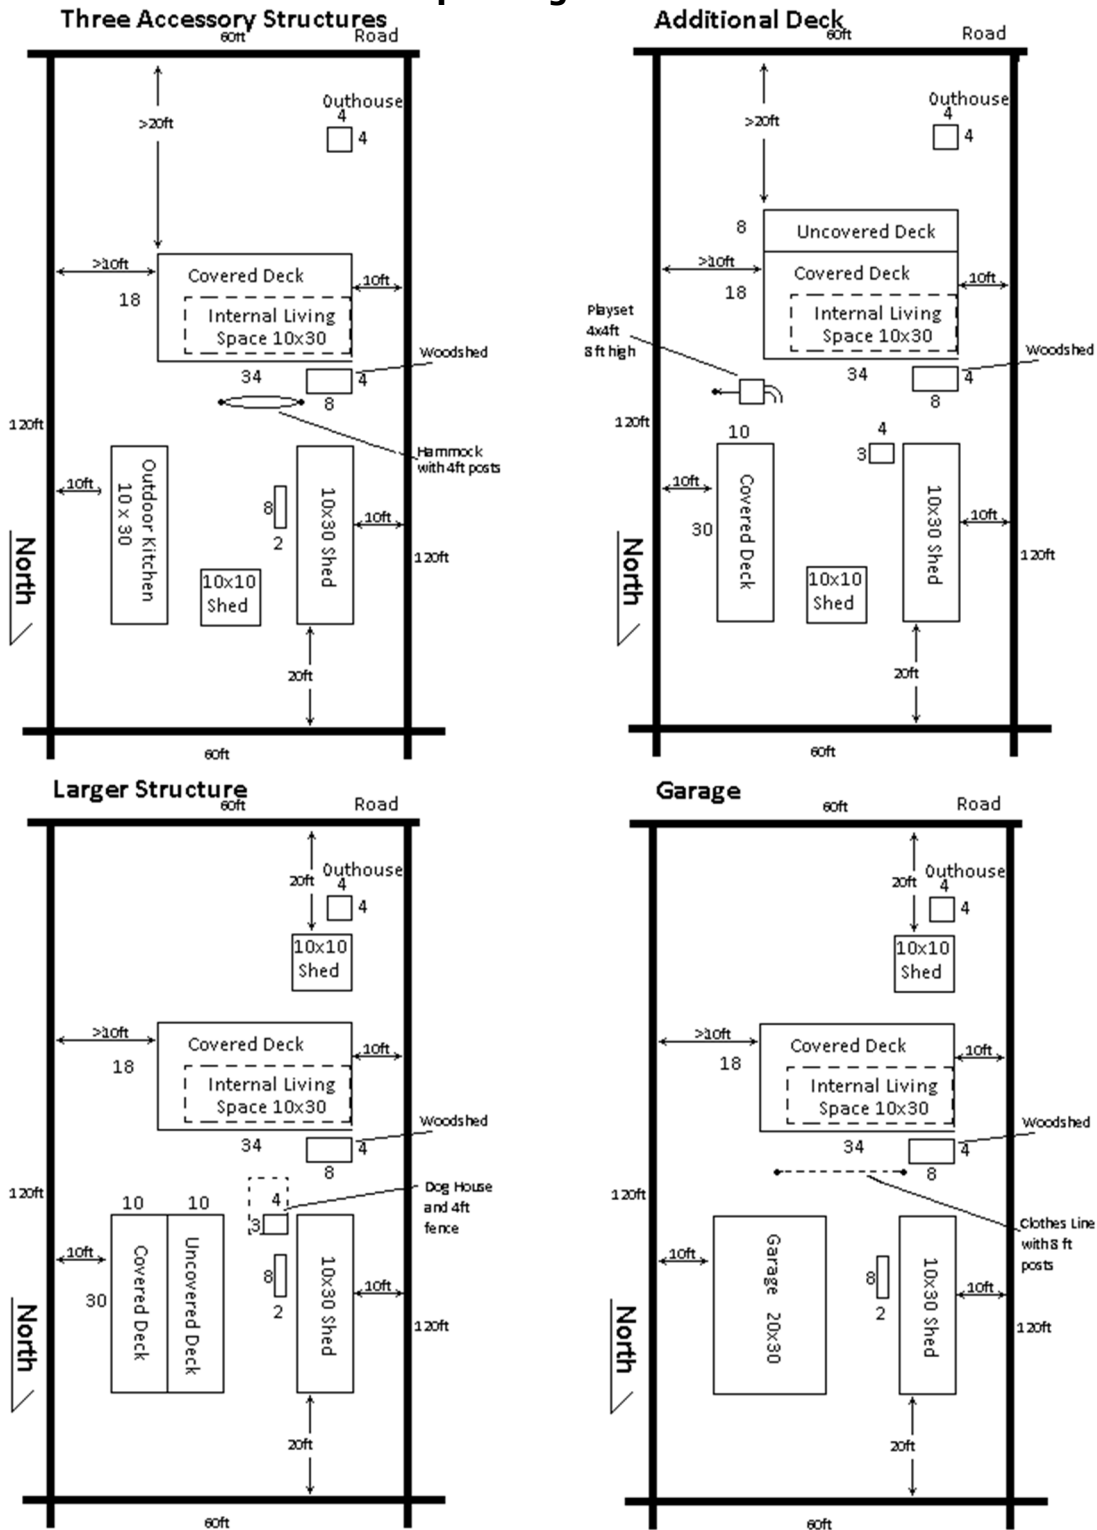 Three Accessory Structures
60ft
Road
Outhouse
4
4
>20ft
>10ft
Covered Deck
10ft
18
Internal Living
Space 10x30
Woodshed
34
4
8
120ft
Hammock
with 4ft posts
10ft
Outdoor Kitchen
10 x 30
8
2
10x30 Shed
10ft
120ft
North
10x10
Shed
20ft
60ft
Additional Deck
60ft
Road
Outhouse
4
4
>20ft
8
Uncovered Deck
>10ft
Covered Deck
10ft
18
Internal Living
Space 10x30
Playset
4x4ft
8ft high
Woodshed
34
4
8
120ft
10
4
3
10ft
Covered Deck
30
10x30 Shed
10ft
120ft
North
10x10
Shed
20ft
60ft
Larger Structure
60ft
Road
20ft
Outhouse
4
4
10x10
Shed
>10ft
Covered Deck
10ft
18
Internal Living
Space 10x30
Woodshed
34
4
8
120ft
10
10
4
3
Dog House
and 4ft
fence
10ft
Covered Deck
Uncovered Deck
30
8
2
10x30 Shed
10ft
120ft
North
20ft
60ft
Garage
60ft
Road
20ft
Outhouse
4
4
10x10
Shed
>10ft
Covered Deck
10ft
18
Internal Living
Space 10x30
Woodshed
34
4
8
120ft
Clothes Line
with 8 ft
posts
10ft
Garage 20x30
8
2
10x30 Shed
10ft
120ft
North
20ft
60ft